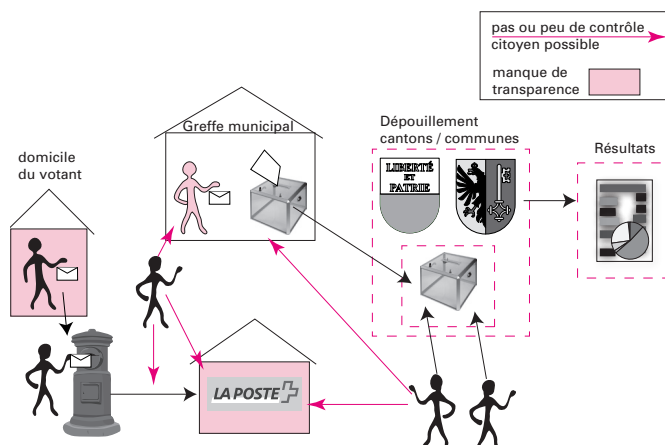 pas ou peu de contrôle
citoyen possible
manque de
transparence
Greffe municipal
Dépouillement
cantons / communes
Résultats
domicile
du votant
LIBERTÉ
ET
PATRIE
LA POSTE